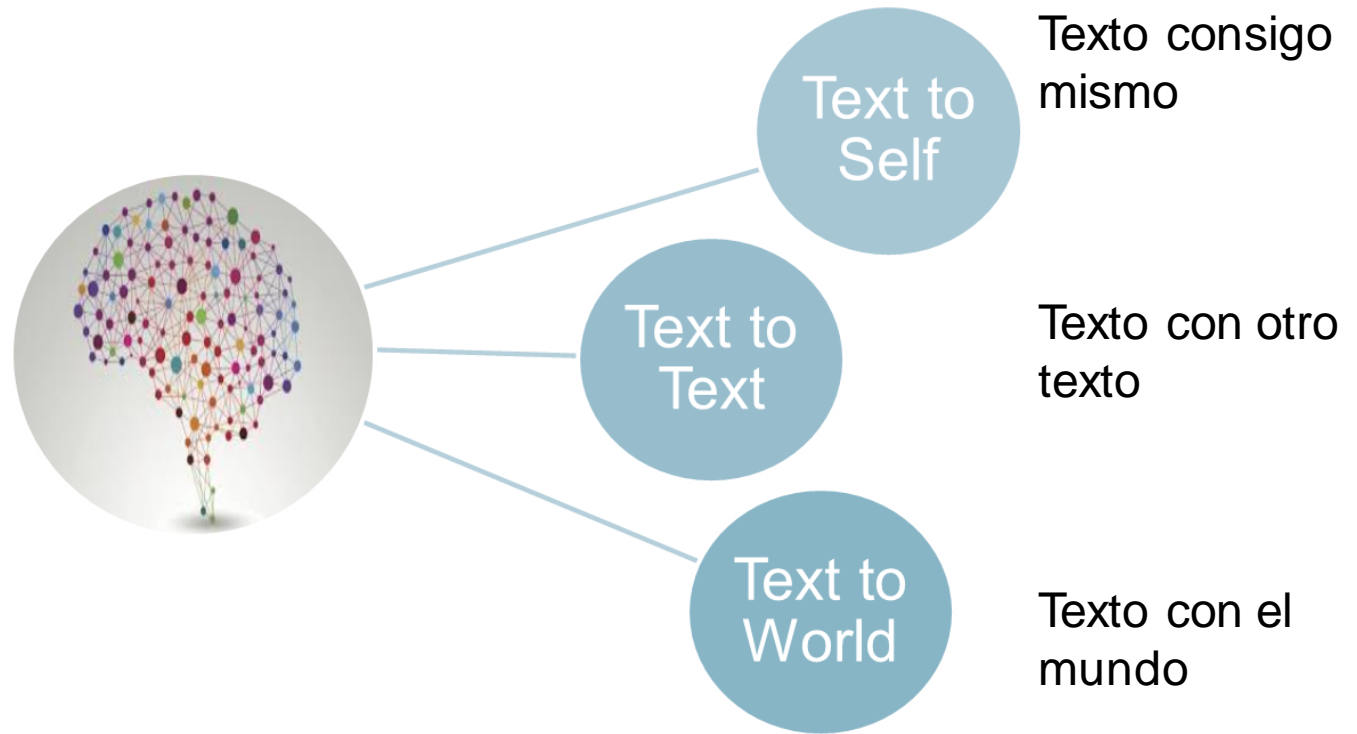 Text to
Self
Texto consigo
mismo
Text to
Text
Texto con otro
texto
Text to
World
Texto con el
mundo